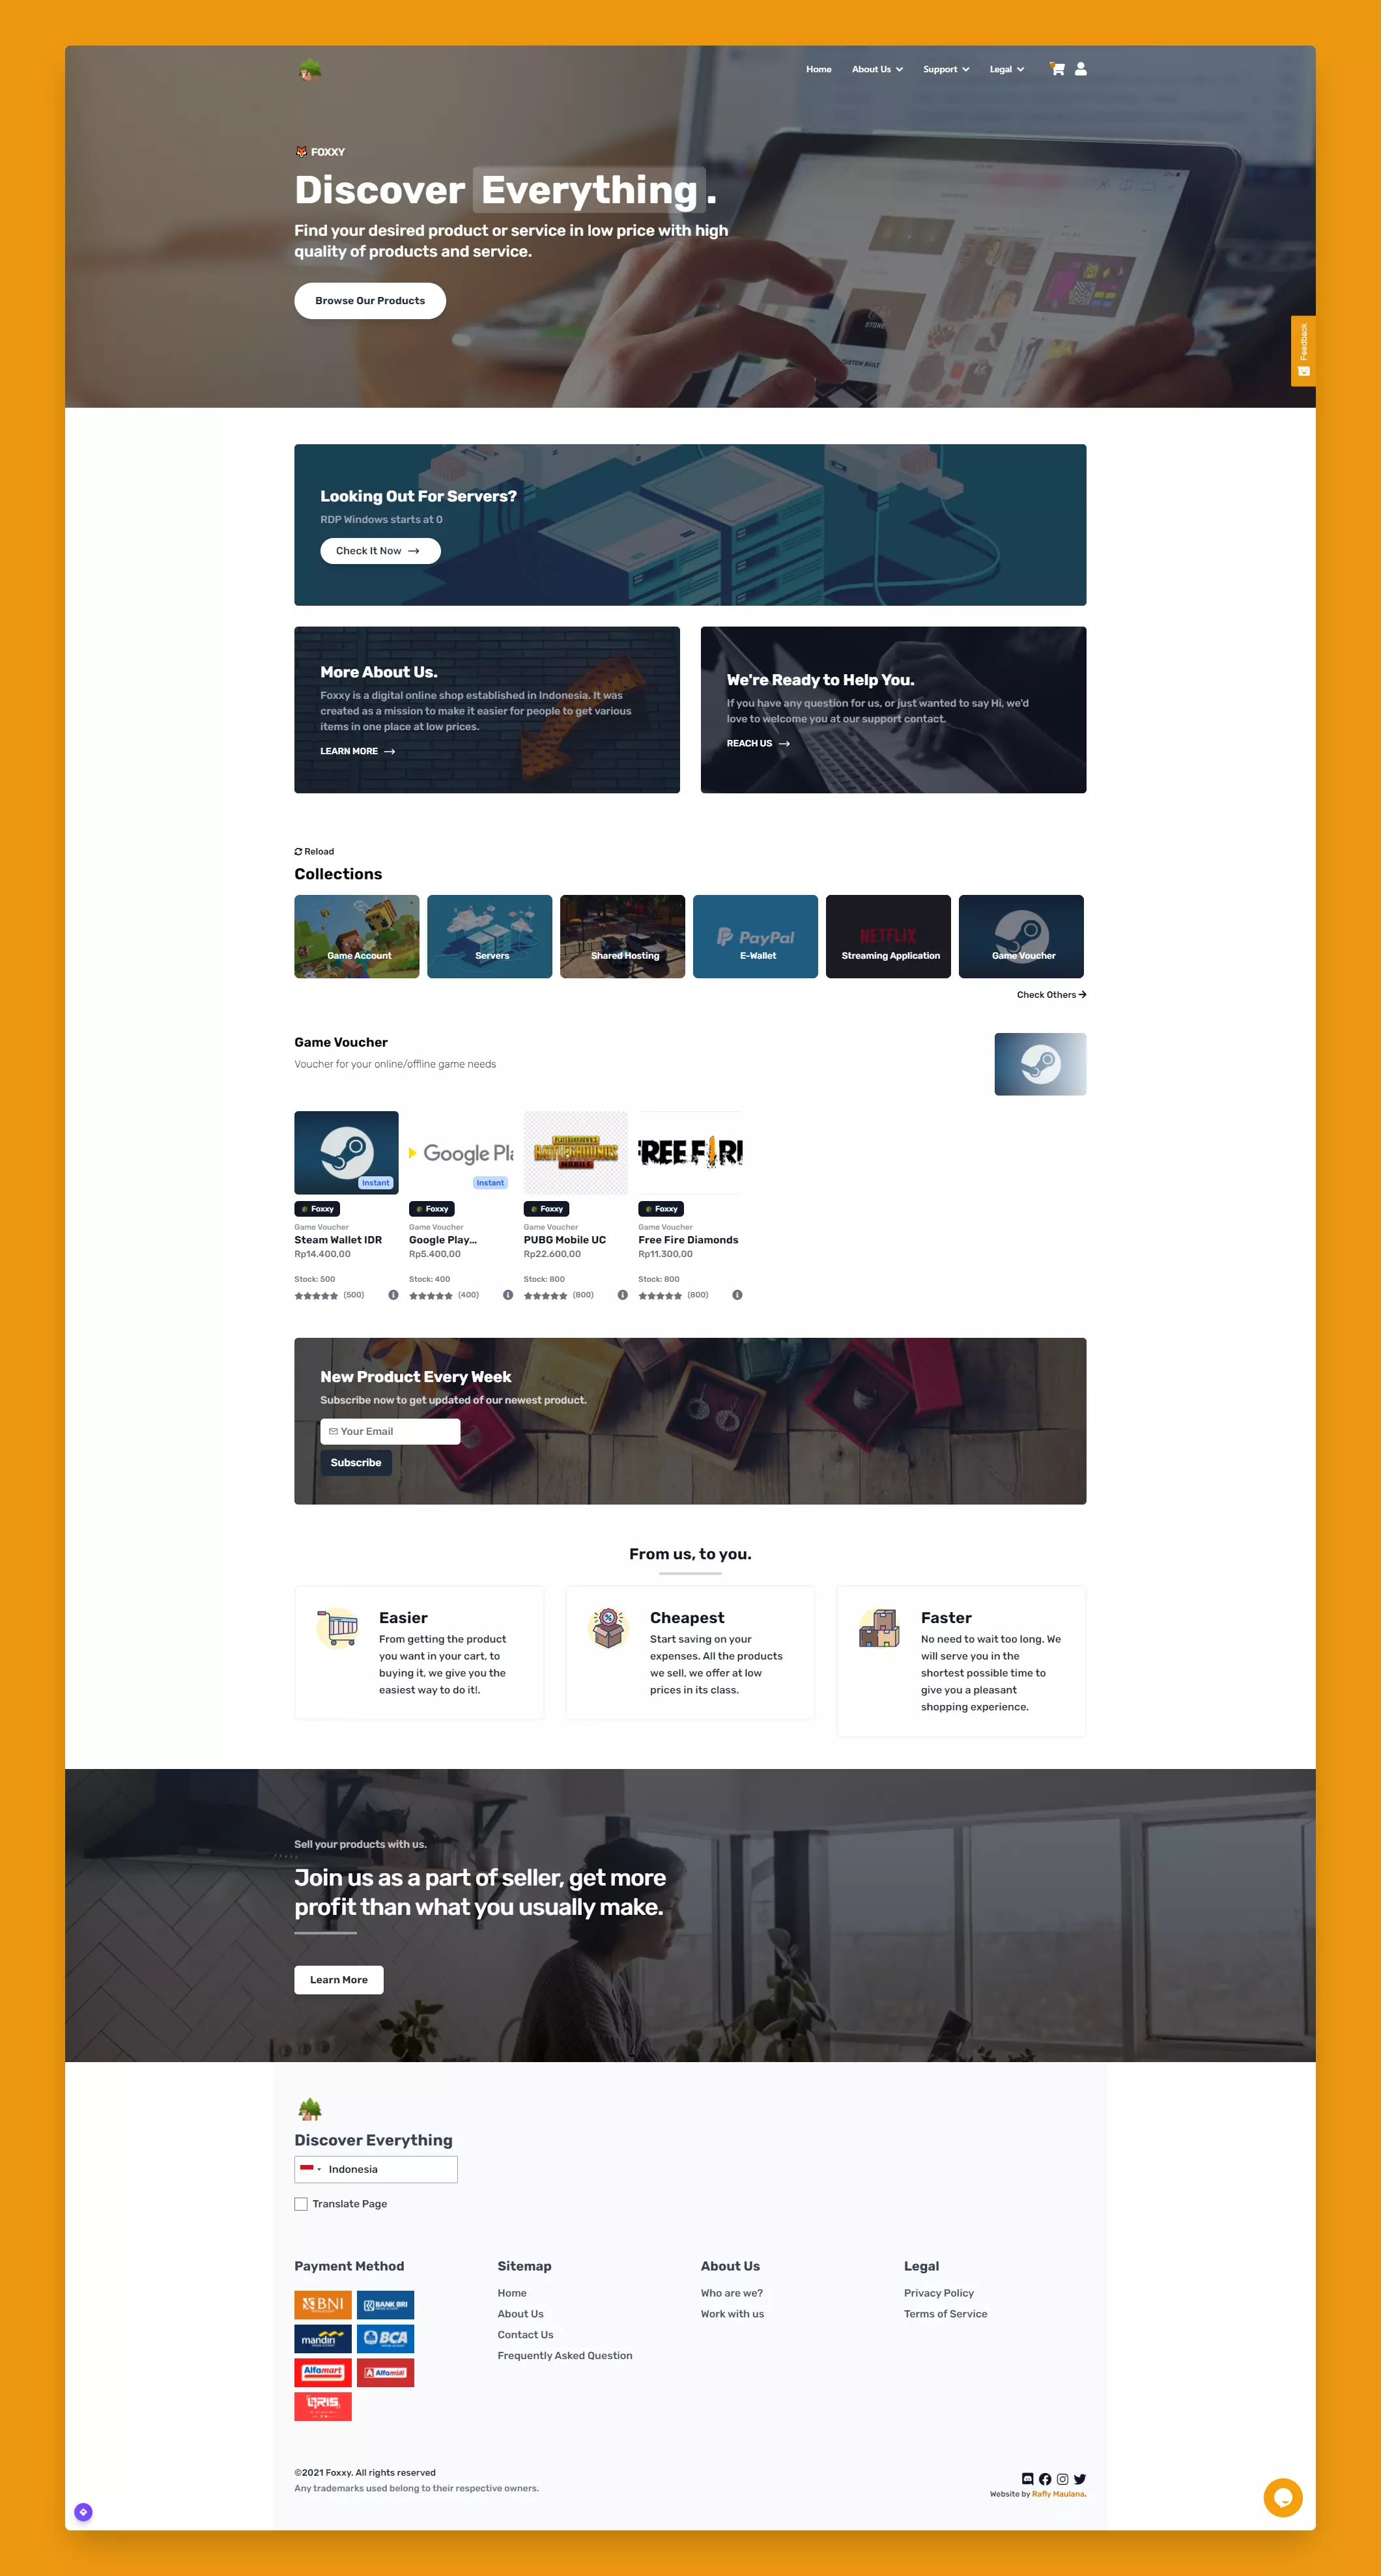 Home
About Us
Support
Legal
FOXXY
Discover Everything.
Find your desired product or service in low price with high
quality of products and service.
Browse Our Products
STONE
CUSTOM BUILT
Feedback
Looking Out For Servers?
RDP Windows starts at 0
Check It Now
More About Us.
Foxxy is a digital online shop established in Indonesia. It was
created as a mission to make it easier for people to get various
items in one place at low prices.
LEARN MORE
We're Ready to Help You.
If you have any question for us, or just wanted to say Hi, we'd
love to welcome you at our support contact.
REACH US
Reload
Collections
Game Account
Servers
Shared Hosting
PayPal
E-Wallet
NETFLIX
Streaming Application
Game Voucher
Check Others
Game Voucher
Voucher for your online/offline game needs
Instant
Foxxy
Game Voucher
Steam Wallet IDR
Rp14.400,00
Stock: 500
(500)
Google Pla
Instant
Foxxy
Game Voucher
Google Play...
Rp5.400,00
Stock: 400
(400)
PLAYERUNKNOWN'S
BATTLEGROUNDS
MOBILE
Foxxy
Game Voucher
PUBG Mobile UC
Rp22.600,00
Stock: 800
(800)
FREE FIRE
Foxxy
Game Voucher
Free Fire Diamonds
Rp11.300,00
Stock: 800
(800)
New Product Every Week
Subscribe now to get updated of our newest product.
Your Email
Subscribe
From us, to you.
Easier
From getting the product
you want in your cart, to
buying it, we give you the
easiest way to do it!.
Cheapest
Start saving on your
expenses. All the products
we sell, we offer at low
prices in its class.
Faster
No need to wait too long. We
will serve you in the
shortest possible time to
give you a pleasant
shopping experience.
Sell your products with us.
Join us as a part of seller, get more
profit than what you usually make.
Learn More
Discover Everything
Indonesia
Translate Page
Payment Method
BNI
BANK BRI
mandiri
BCA
Alfamart
Alfamidi
QRIS
Sitemap
Home
About Us
Contact Us
Frequently Asked Question
About Us
Who are we?
Work with us
Legal
Privacy Policy
Terms of Service
©2021 Foxxy. All rights reserved
Any trademarks used belong to their respective owners.
Website by Rafly Maulana.